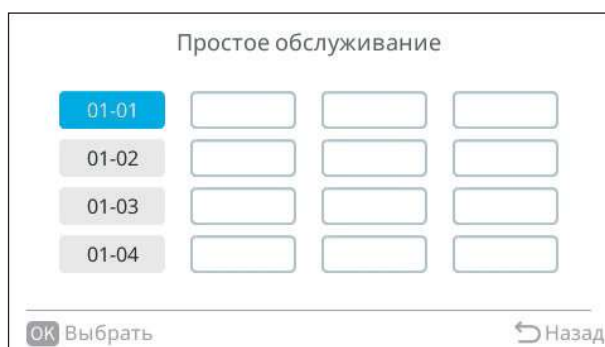 Простое обслуживание
01-01
01-02
01-03
01-04
OK Выбрать
Назад